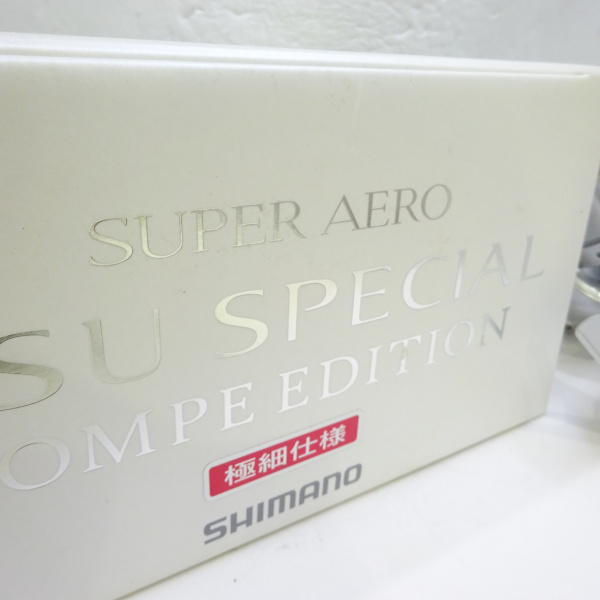 SUPER AERO
SU SPECIAL
OMPE EDITION
極細仕様
SHIMANO